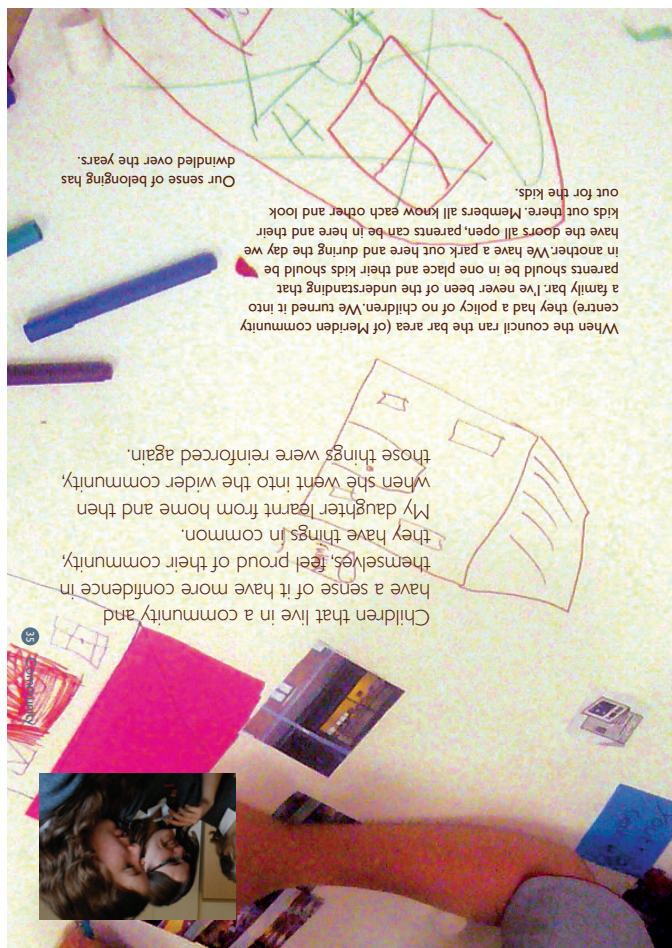 Community
35
Children that live in a community and
have a sense of it have more confidence in
themselves, feel proud of their community,
they have things in common.
My daughter learnt from home and then
when she went into the wider community,
those things were reinforced again.
When the council ran the bar area (of Meriden community
centre) they had a policy of no children. We turned it into
a family bar. I've never been of the understanding that
parents should be in one place and their kids should be
in another. We have a park out here and during the day we
have the doors all open, parents can be in here and their
kids out there. Members all know each other and look
out for the kids.
Our sense of belonging has
dwindled over the years.